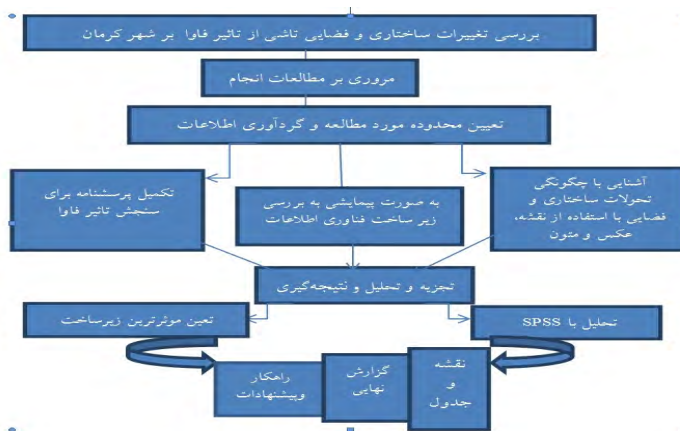 بررسی تغییرات ساختاری و فضایی تاشی از تاثیر فاوا بر شهر کرمان
مروری بر مطالعات انجام
تعیین محدوده مورد مطالعه و گردآوری اطلاعات
آشنایی با چگونگی
تحولات ساختاری و
فضایی با استفاده از نقشه،
عکس و متون
به صورت پیمایشی به بررسی
زیر ساخت فناوری اطلاعات
تکمیل پرسشنامه برای
سنجش تاثیر فاوا
تجزیه و تحلیل و نتیجه‌گیری
تحلیل با SPSS
تعین موثرترین زیرساخت
نقشه
و
جدول
گزارش
نهایی
راهکار
وپیشنهادات